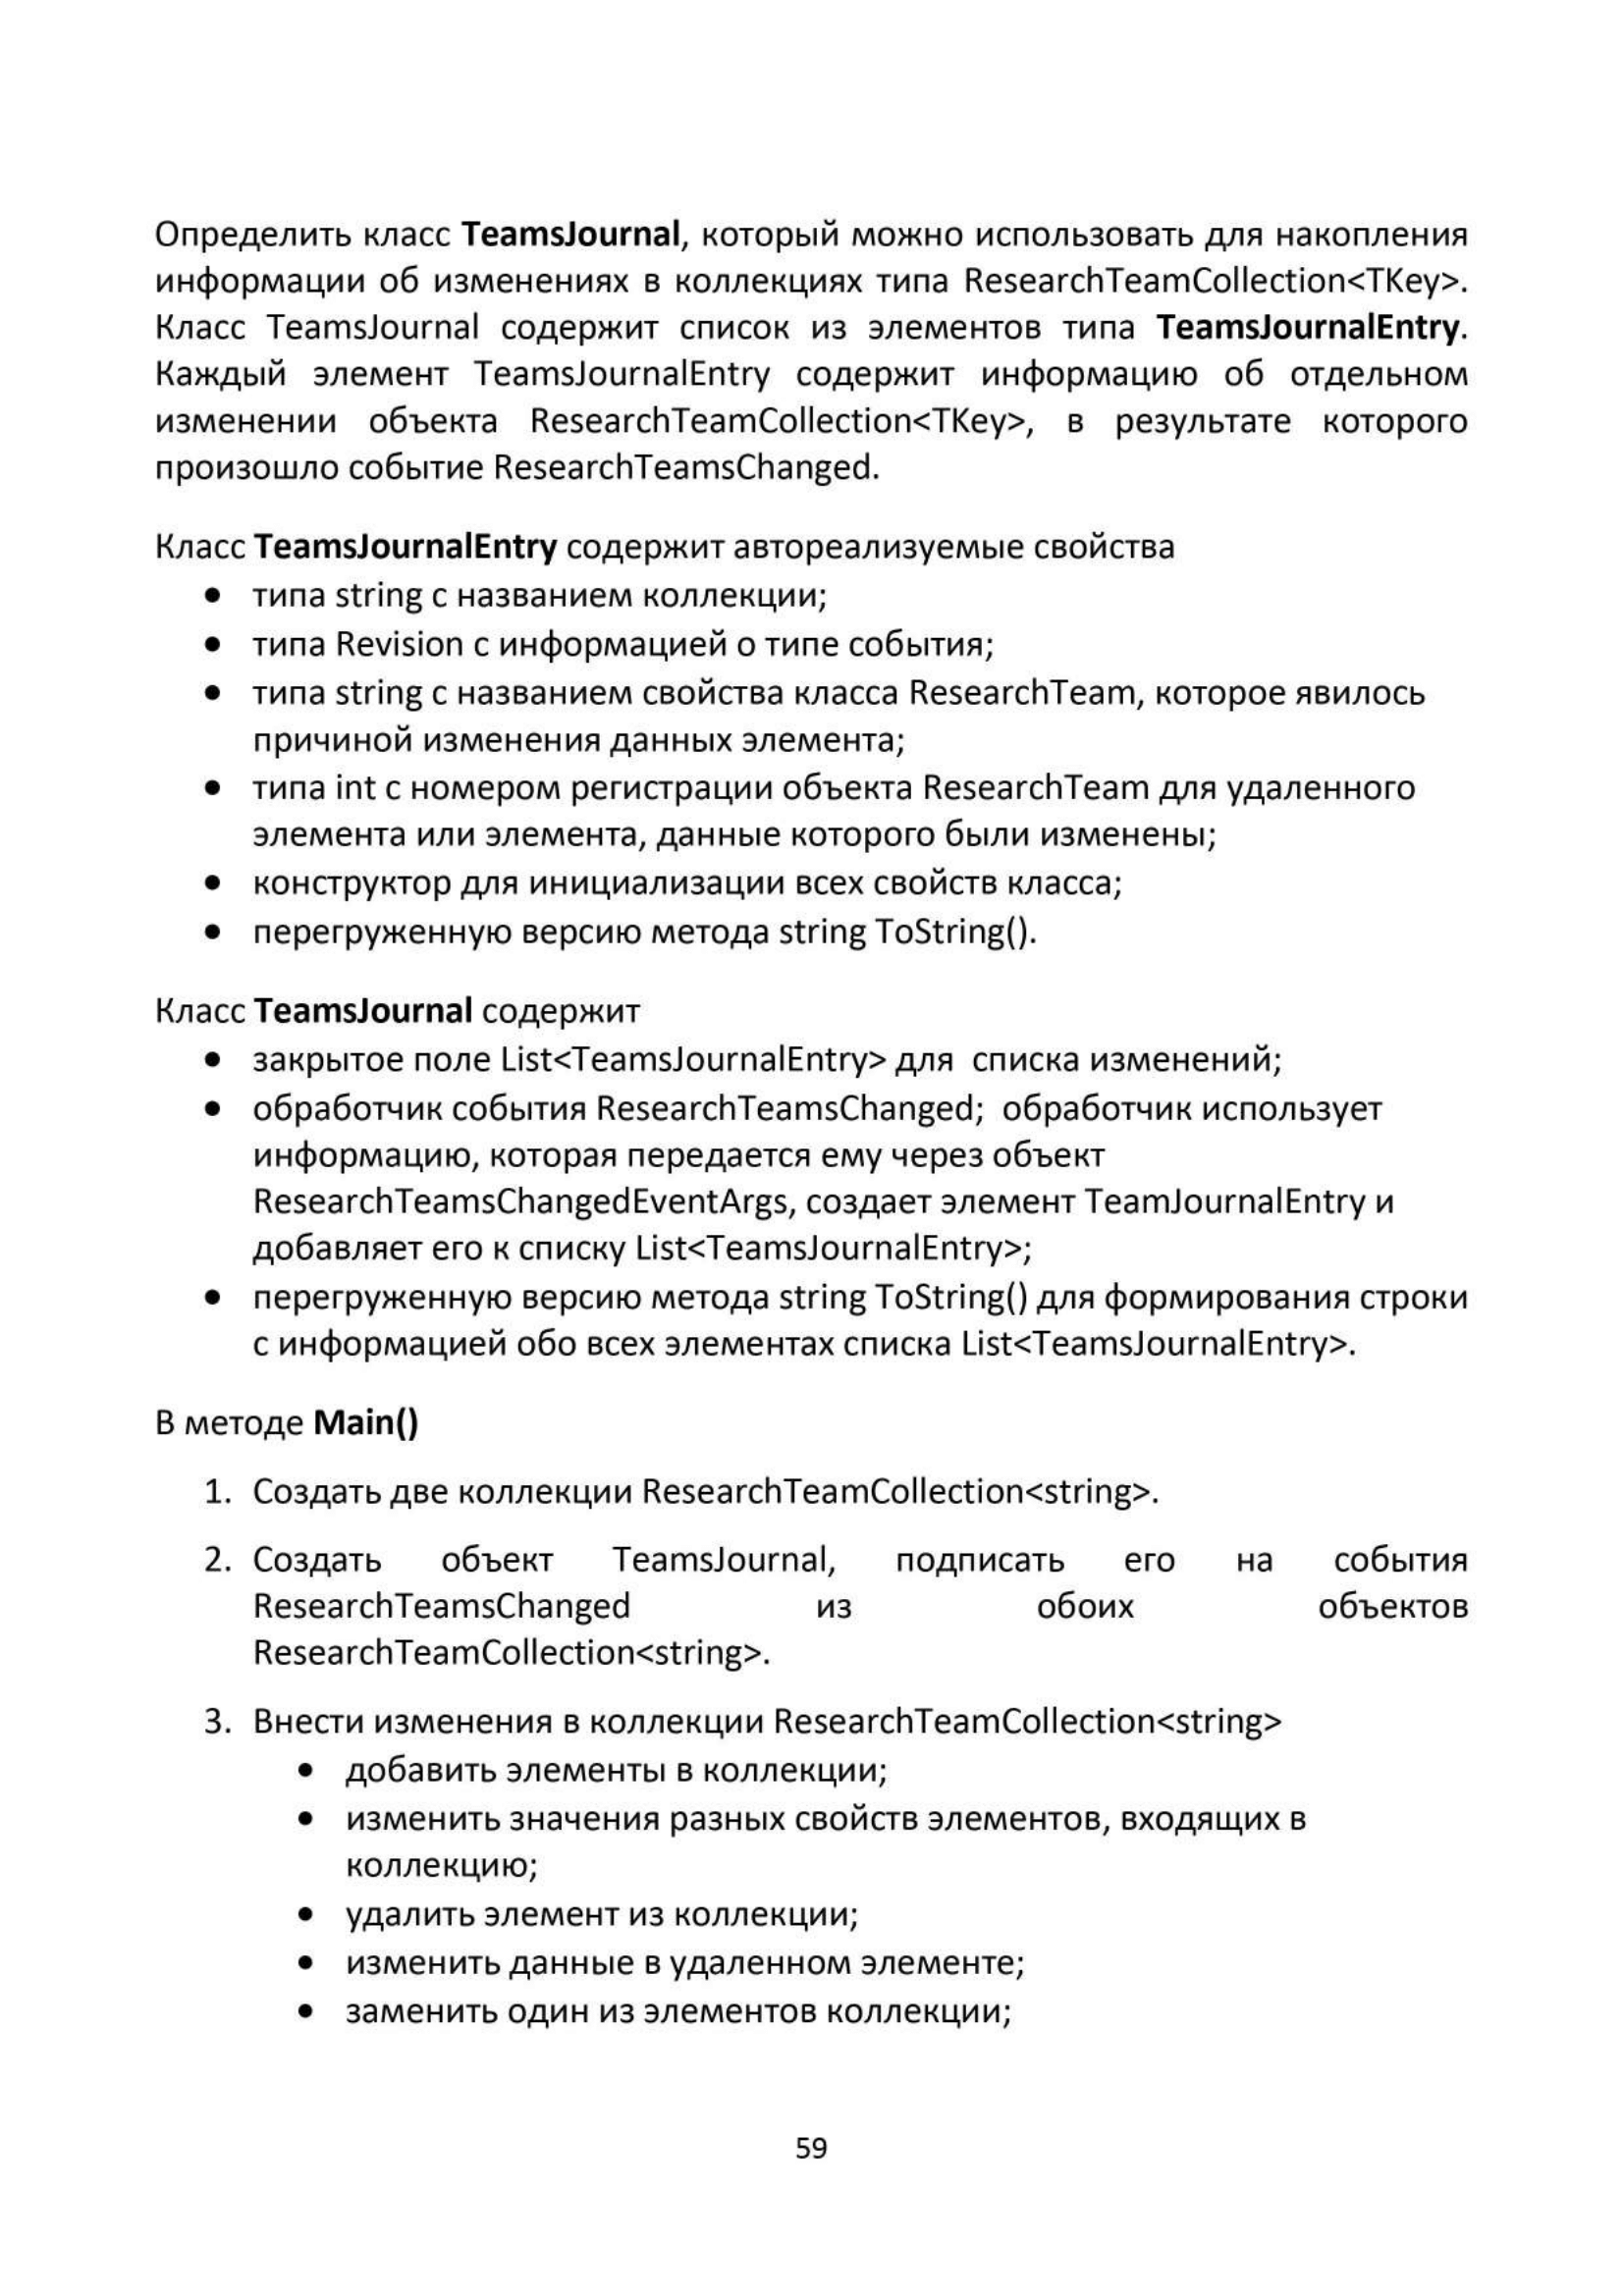 Определить класс TeamsJournal, который можно использовать для накопления
информации об изменениях в коллекциях типа ResearchTeamCollection<TKey>.
Класс TeamsJournal содержит список из элементов типа TeamsJournalEntry.
Каждый элемент TeamsJournalEntry содержит информацию об отдельном
изменении объекта ResearchTeamCollection<TKey>, в результате которого
произошло событие ResearchTeamsChanged.
Класс TeamsJournalEntry содержит автореализуемые свойства
• типа string с названием коллекции;
• типа Revision с информацией о типе события;
• типа string с названием свойства класса ResearchTeam, которое явилось
причиной изменения данных элемента;
• типа int с номером регистрации объекта ResearchTeam для удаленного
элемента или элемента, данные которого были изменены;
• конструктор для инициализации всех свойств класса;
• перегруженную версию метода string ToString().
Класс TeamsJournal содержит
• закрытое поле List<TeamsJournalEntry> для списка изменений;
• обработчик события ResearchTeamsChanged; обработчик использует
информацию, которая передается ему через объект
ResearchTeamsChangedEventArgs, создает элемент TeamJournalEntry и
добавляет его к списку List<TeamsJournalEntry>;
• перегруженную версию метода string ToString() для формирования строки
с информацией обо всех элементах списка List<TeamsJournalEntry>.
В методе Main()
1. Создать две коллекции ResearchTeamCollection<string>.
2. Создать объект TeamsJournal, подписать его на события
ResearchTeamsChanged из обоих объектов
ResearchTeamCollection<string>.
3. Внести изменения в коллекции ResearchTeamCollection<string>
• добавить элементы в коллекции;
• изменить значения разных свойств элементов, входящих в
коллекцию;
• удалить элемент из коллекции;
• изменить данные в удаленном элементе;
• заменить один из элементов коллекции;
59